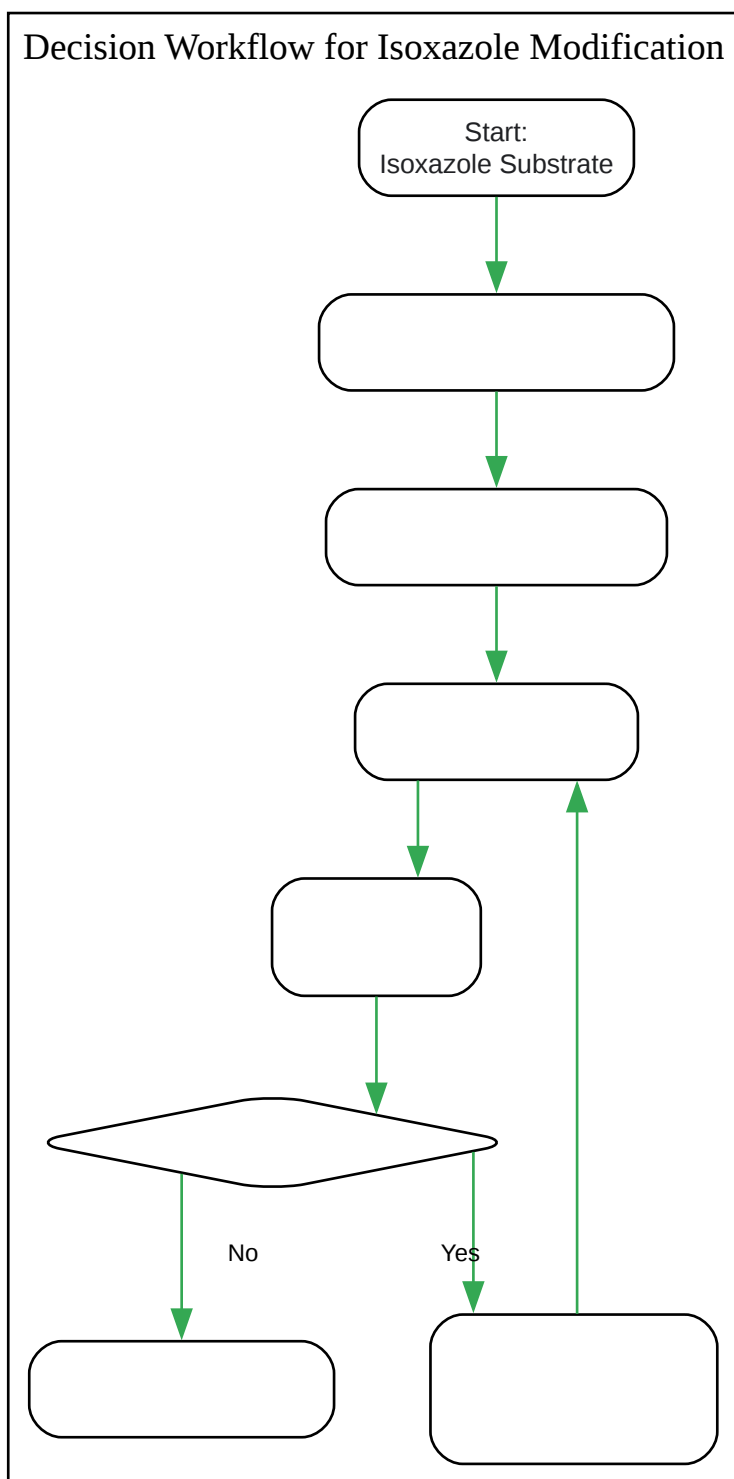 Decision Workflow for Isoxazole Modification
Start:
Isoxazole Substrate
No
Yes